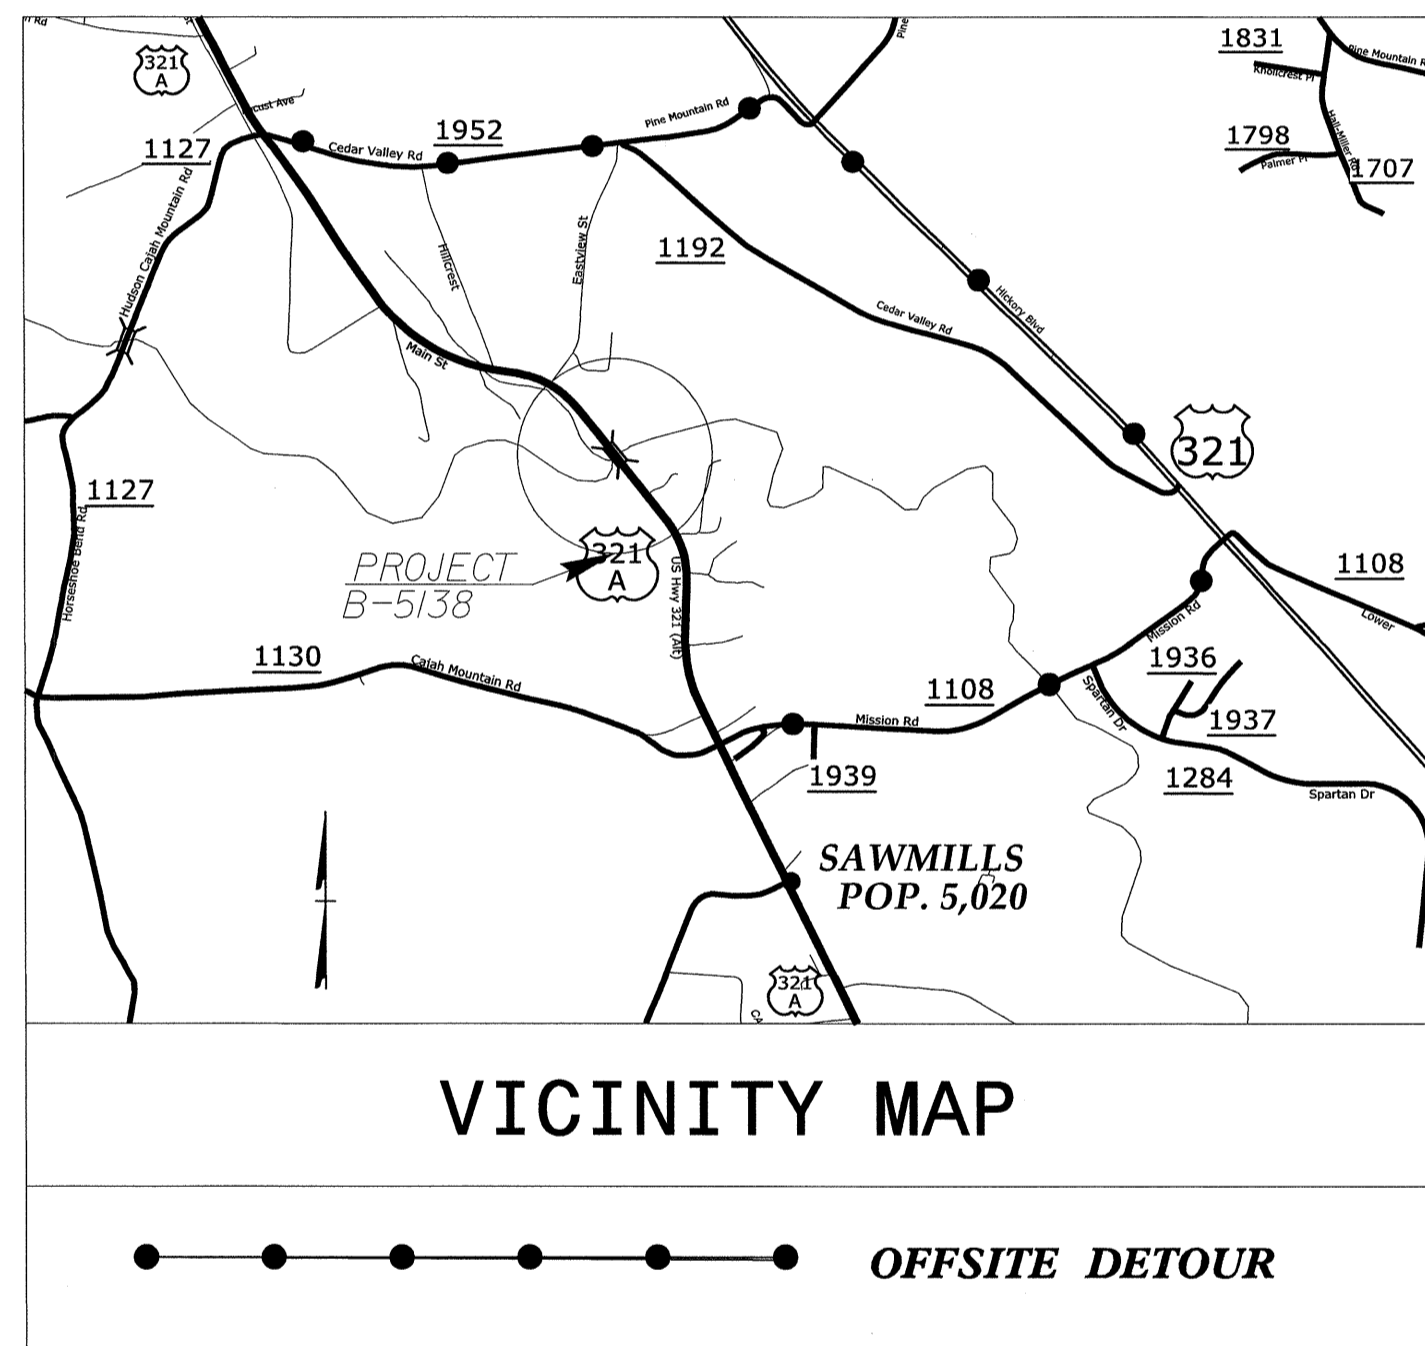 321
A
1831
Pine Mountain R
Knollcrest Pl
Pine
1127
cust Ave
1952
Cedar Valley Rd
Pine Mountain Rd
1798
Palmer Pl
Hall-Miller Rd
1707
Hudson Cajah Mountain Rd
Hillcrest
Eastview St
1192
Cedar Valley Rd
Hickory Blvd
Main St
321
1127
Horseshoe Bend Rd
PROJECT
B-5138
321
A
US Hwy 321 (Alt)
1108
Lower
Mission Rd
1130
Cajah Mountain Rd
1936
1108
Spartan Dr
Mission Rd
1937
1939
1284
Spartan Dr
SAWMILLS
POP. 5,020
321
A
CA
VICINITY MAP
OFFSITE DETOUR